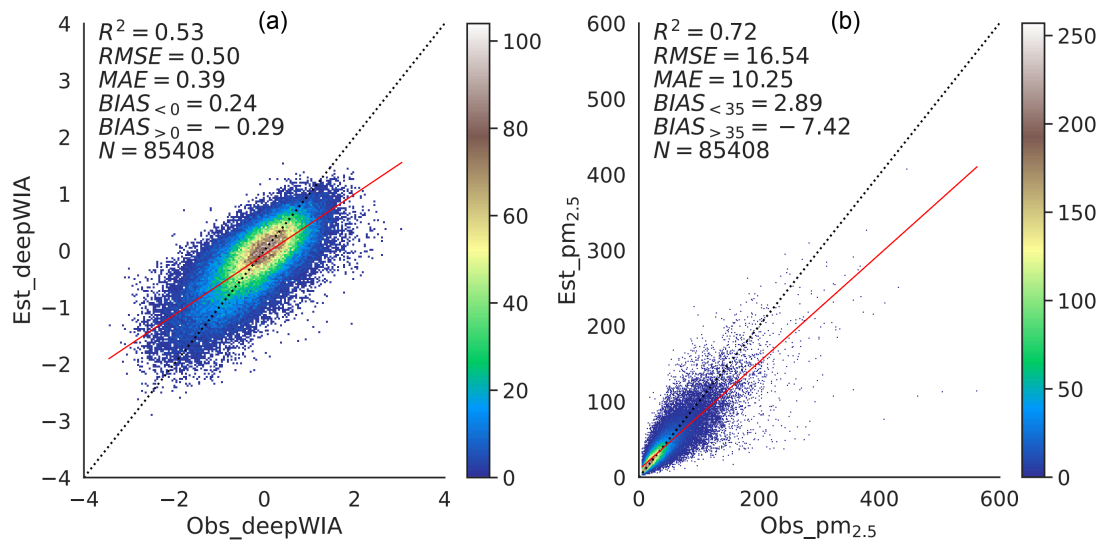 (a)
R² = 0.53
RMSE = 0.50
MAE = 0.39
BIAS<0 = 0.24
BIAS>0 = −0.29
N = 85408
4
3
2
1
0
−1
−2
−3
−4
Est_deepWIA
−4 −2 0 2 4
Obs_deepWIA
100
80
60
40
20
0
(b)
R² = 0.72
RMSE = 16.54
MAE = 10.25
BIAS<35 = 2.89
BIAS>35 = −7.42
N = 85408
600
500
400
300
200
100
0
Est_pm2.5
0 200 400 600
Obs_pm2.5
250
200
150
100
50
0